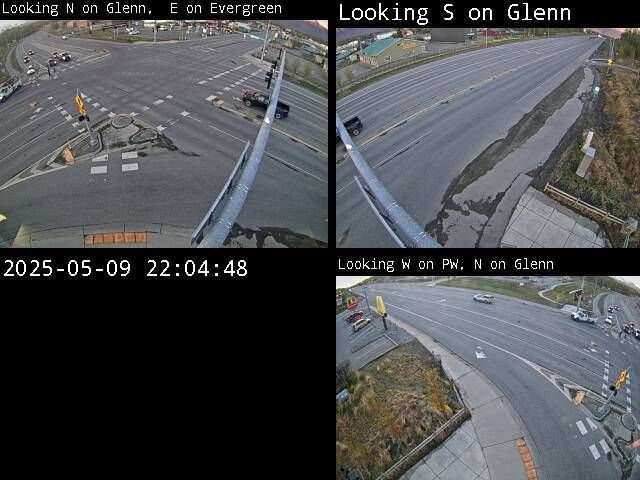 Looking N on Glenn,  E on Evergreen
Looking S on Glenn
2025-05-09 22:04:48
Looking W on PW, N on Glenn